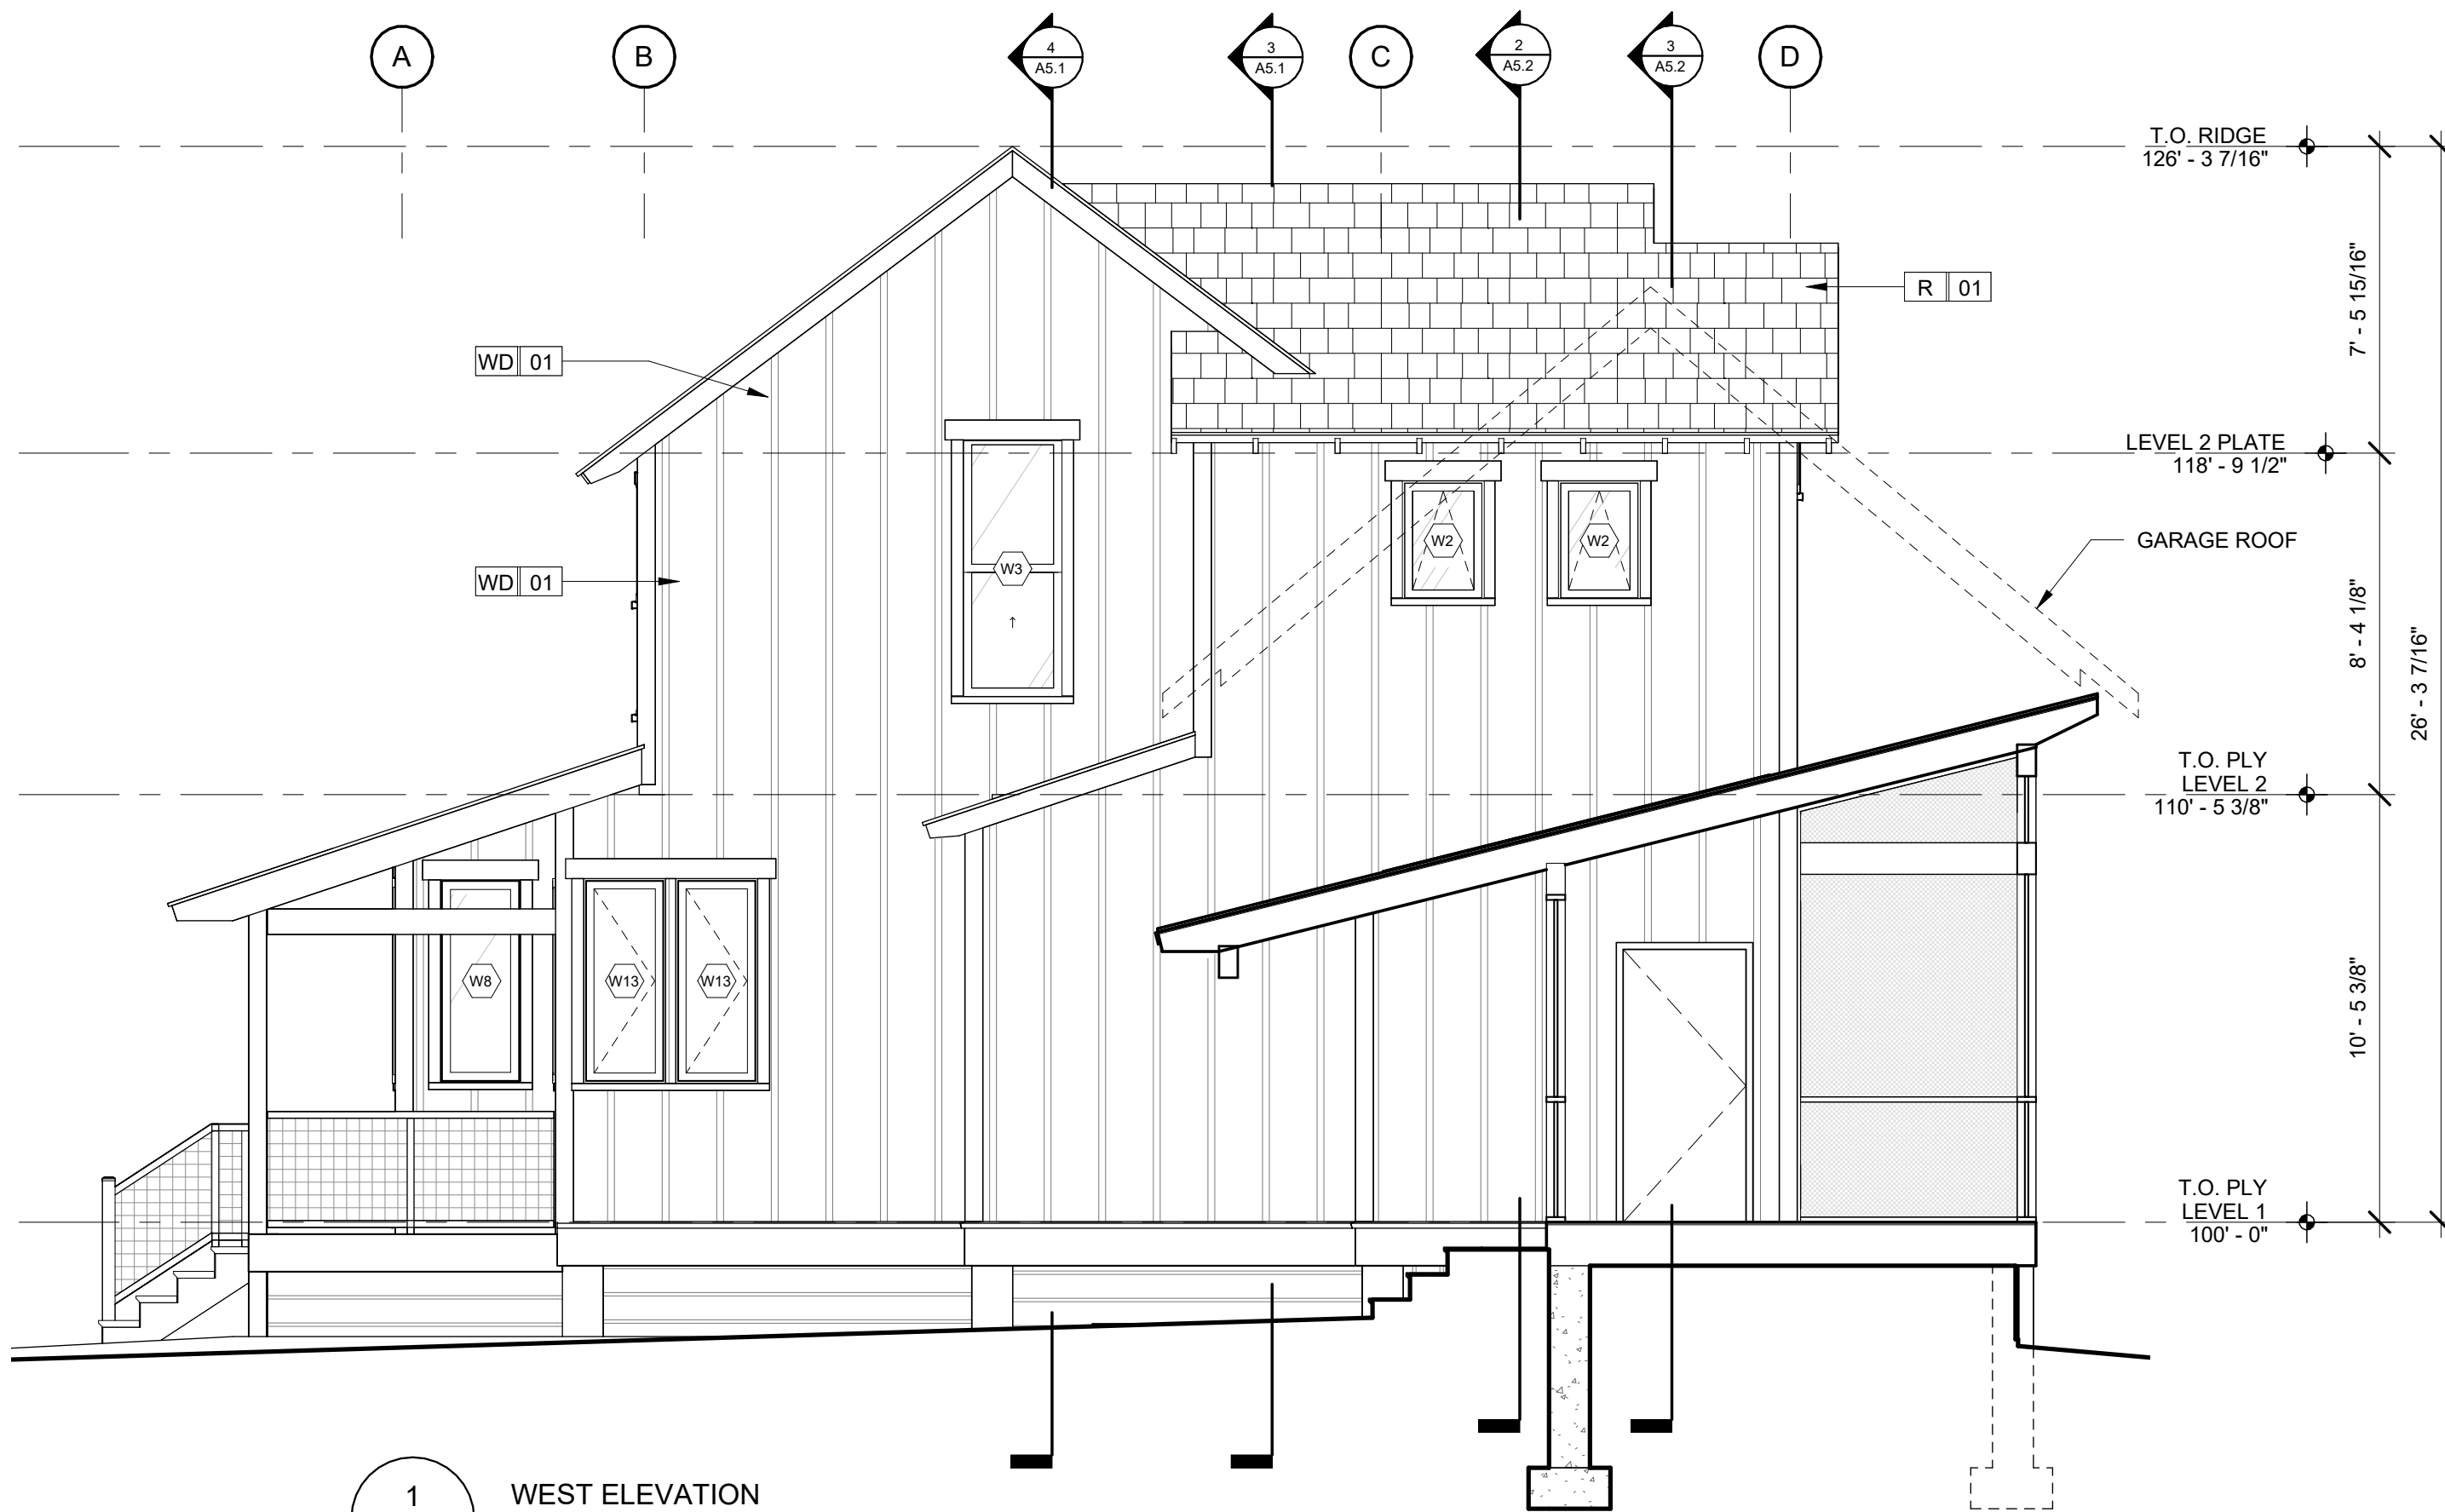 A
B
4
A5.1
3
A5.1
C
2
A5.2
3
A5.2
D
T.O. RIDGE
126' - 3 7/16"
7' - 5 15/16"
R 01
WD 01
LEVEL 2 PLATE
118' - 9 1/2"
W2
W2
GARAGE ROOF
WD 01
W3
↑
8' - 4 1/8"
26' - 3 7/16"
T.O. PLY
LEVEL 2
110' - 5 3/8"
W8
W13
W13
10' - 5 3/8"
T.O. PLY
LEVEL 1
100' - 0"
1
WEST ELEVATION